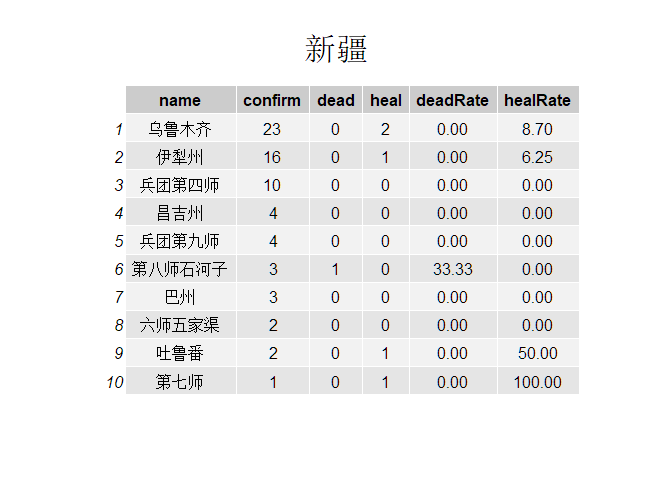 新疆
name confirm dead heal deadRate healRate
1 乌鲁木齐 23 0 2 0.00 8.70
2 伊犁州 16 0 1 0.00 6.25
3 兵团第四师 10 0 0 0.00 0.00
4 昌吉州 4 0 0 0.00 0.00
5 兵团第九师 4 0 0 0.00 0.00
6 第八师石河子 3 1 0 33.33 0.00
7 巴州 3 0 0 0.00 0.00
8 六师五家渠 2 0 0 0.00 0.00
9 吐鲁番 2 0 1 0.00 50.00
10 第七师 1 0 1 0.00 100.00